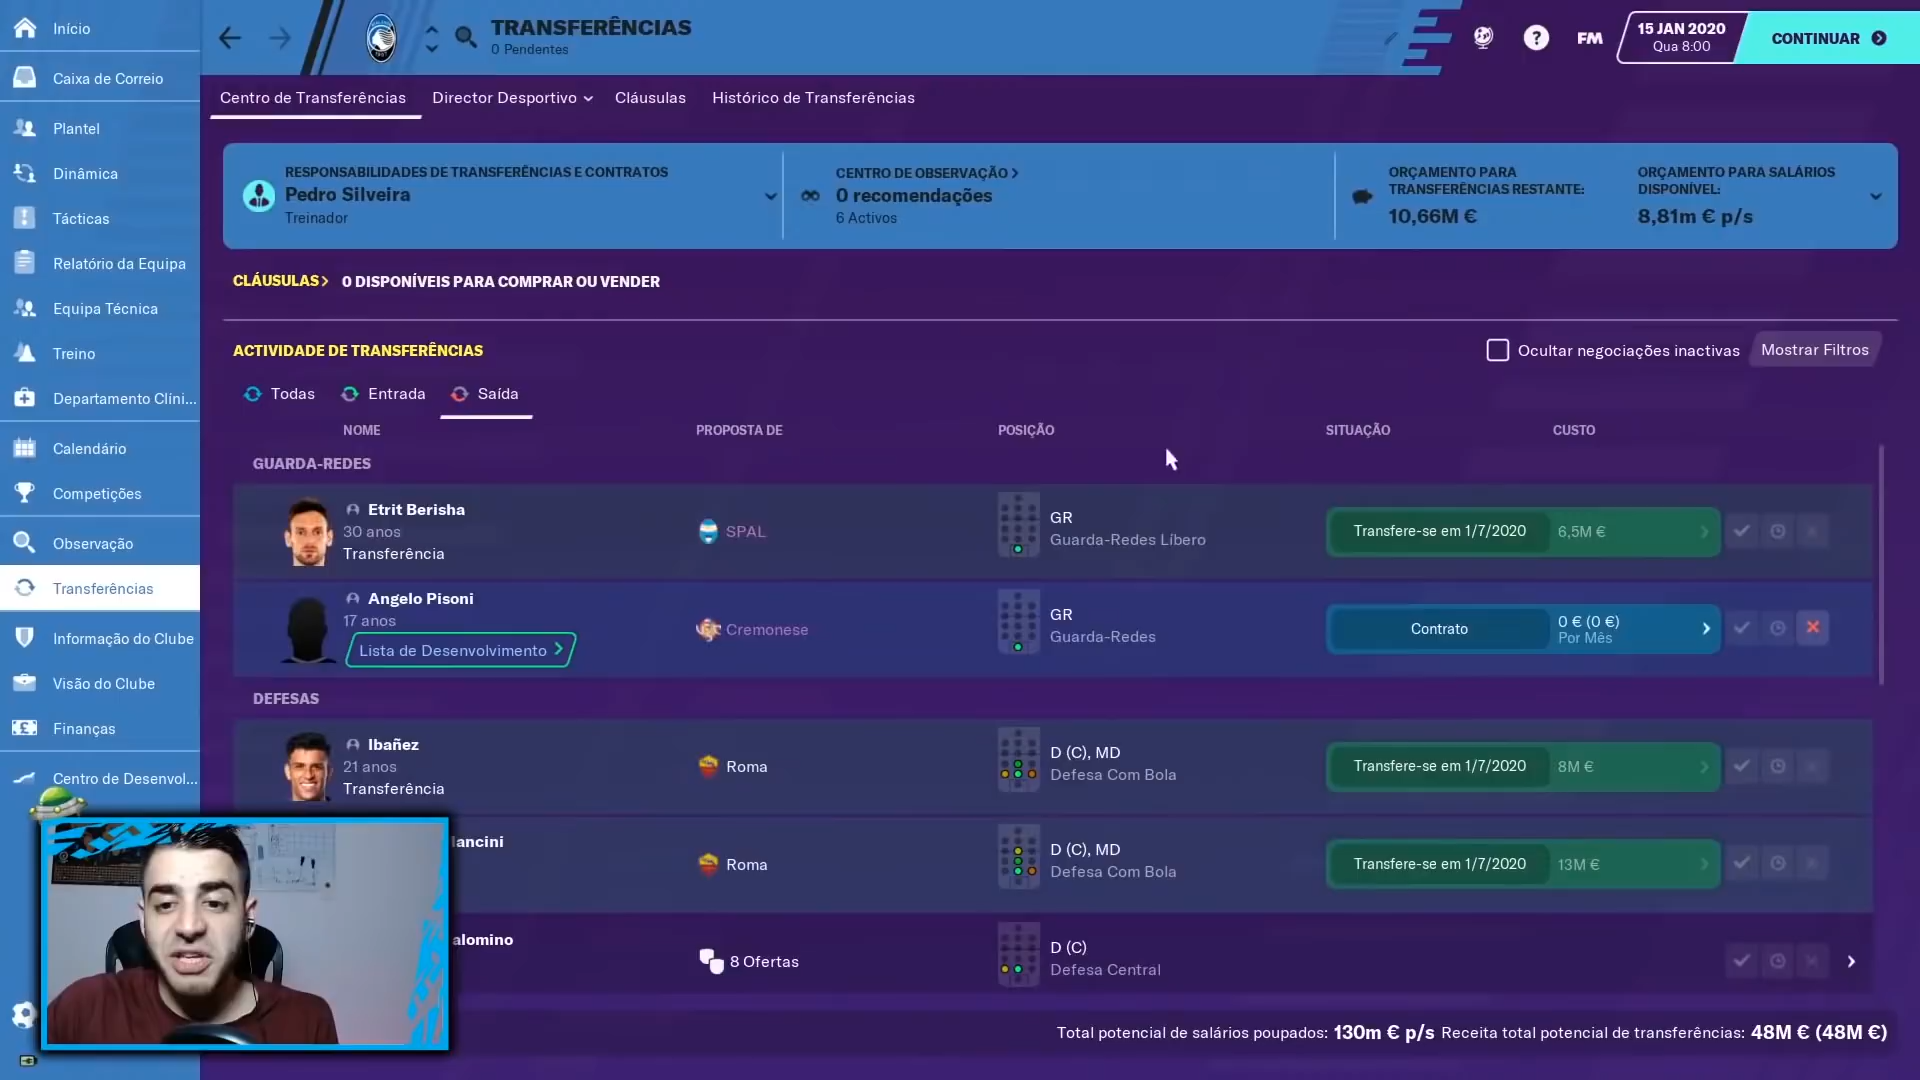 Início
Caixa de Correio
Plantel
Dinâmica
Tácticas
Relatório da Equipa
Equipa Técnica
Treino
Departamento Clíni...
Calendário
Competições
Observação
Transferências
Informação do Clube
Visão do Clube
Finanças
Centro de Desenvol...
TRANSFERÊNCIAS
0 Pendentes
FM
15 JAN 2020
Qua 8:00
CONTINUAR
Centro de Transferências
Director Desportivo
Cláusulas
Histórico de Transferências
RESPONSABILIDADES DE TRANSFERÊNCIAS E CONTRATOS
Pedro Silveira
Treinador
CENTRO DE OBSERVAÇÃO >
0 recomendações
6 Activos
ORÇAMENTO PARA
TRANSFERÊNCIAS RESTANTE:
10,66M €
ORÇAMENTO PARA SALÁRIOS
DISPONÍVEL:
8,81m € p/s
CLÁUSULAS > 0 DISPONÍVEIS PARA COMPRAR OU VENDER
ACTIVIDADE DE TRANSFERÊNCIAS
Ocultar negociações inactivas
Mostrar Filtros
Todas
Entrada
Saída
NOME
PROPOSTA DE
POSIÇÃO
SITUAÇÃO
CUSTO
GUARDA-REDES
Etrit Berisha
30 anos
Transferência
SPAL
GR
Guarda-Redes Líbero
Transfere-se em 1/7/2020
6,5M €
Angelo Pisoni
17 anos
Lista de Desenvolvimento >
Cremonese
GR
Guarda-Redes
Contrato
0 € (0 €)
Por Mês
DEFESAS
Ibañez
21 anos
Transferência
Roma
D (C), MD
Defesa Com Bola
Transfere-se em 1/7/2020
8M €
lancini
Roma
D (C), MD
Defesa Com Bola
Transfere-se em 1/7/2020
13M €
alomino
8 Ofertas
D (C)
Defesa Central
Total potencial de salários poupados: 130m € p/s Receita total potencial de transferências: 48M € (48M €)